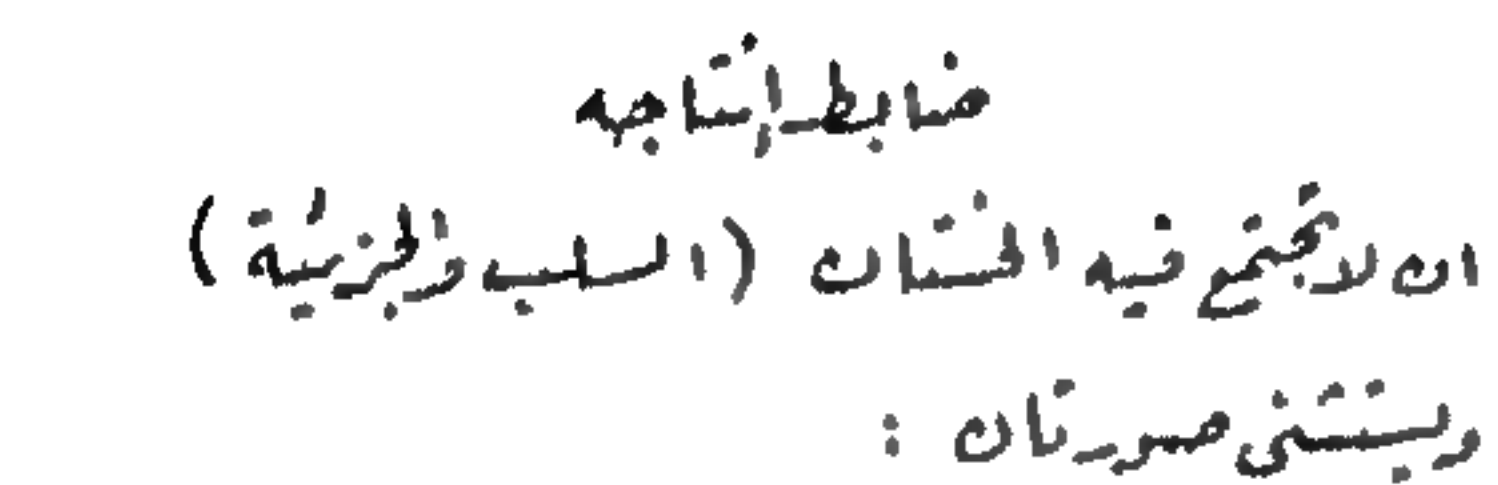 ضابط إنتاجه
ان لا تجتمع فيه الخستان (السلب والجزئية)
ويستثنى صورتان :